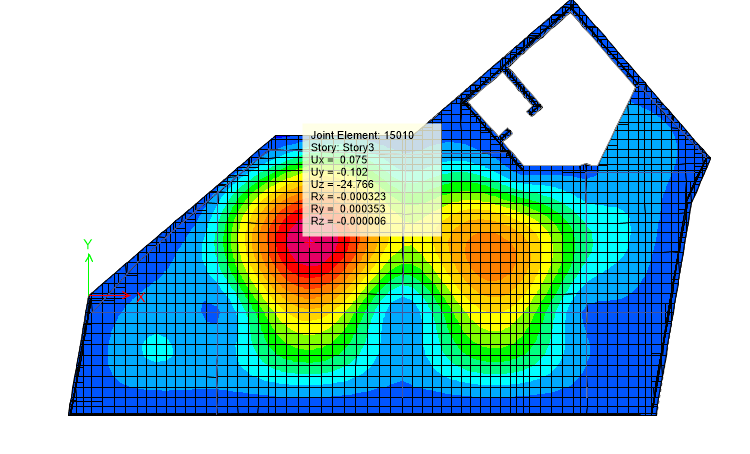 Joint Element: 15010
Story: Story3
Ux = 0.075
Uy = -0.102
Uz = -24.766
Rx = -0.000323
Ry = 0.000353
Rz = -0.000006
Y
X